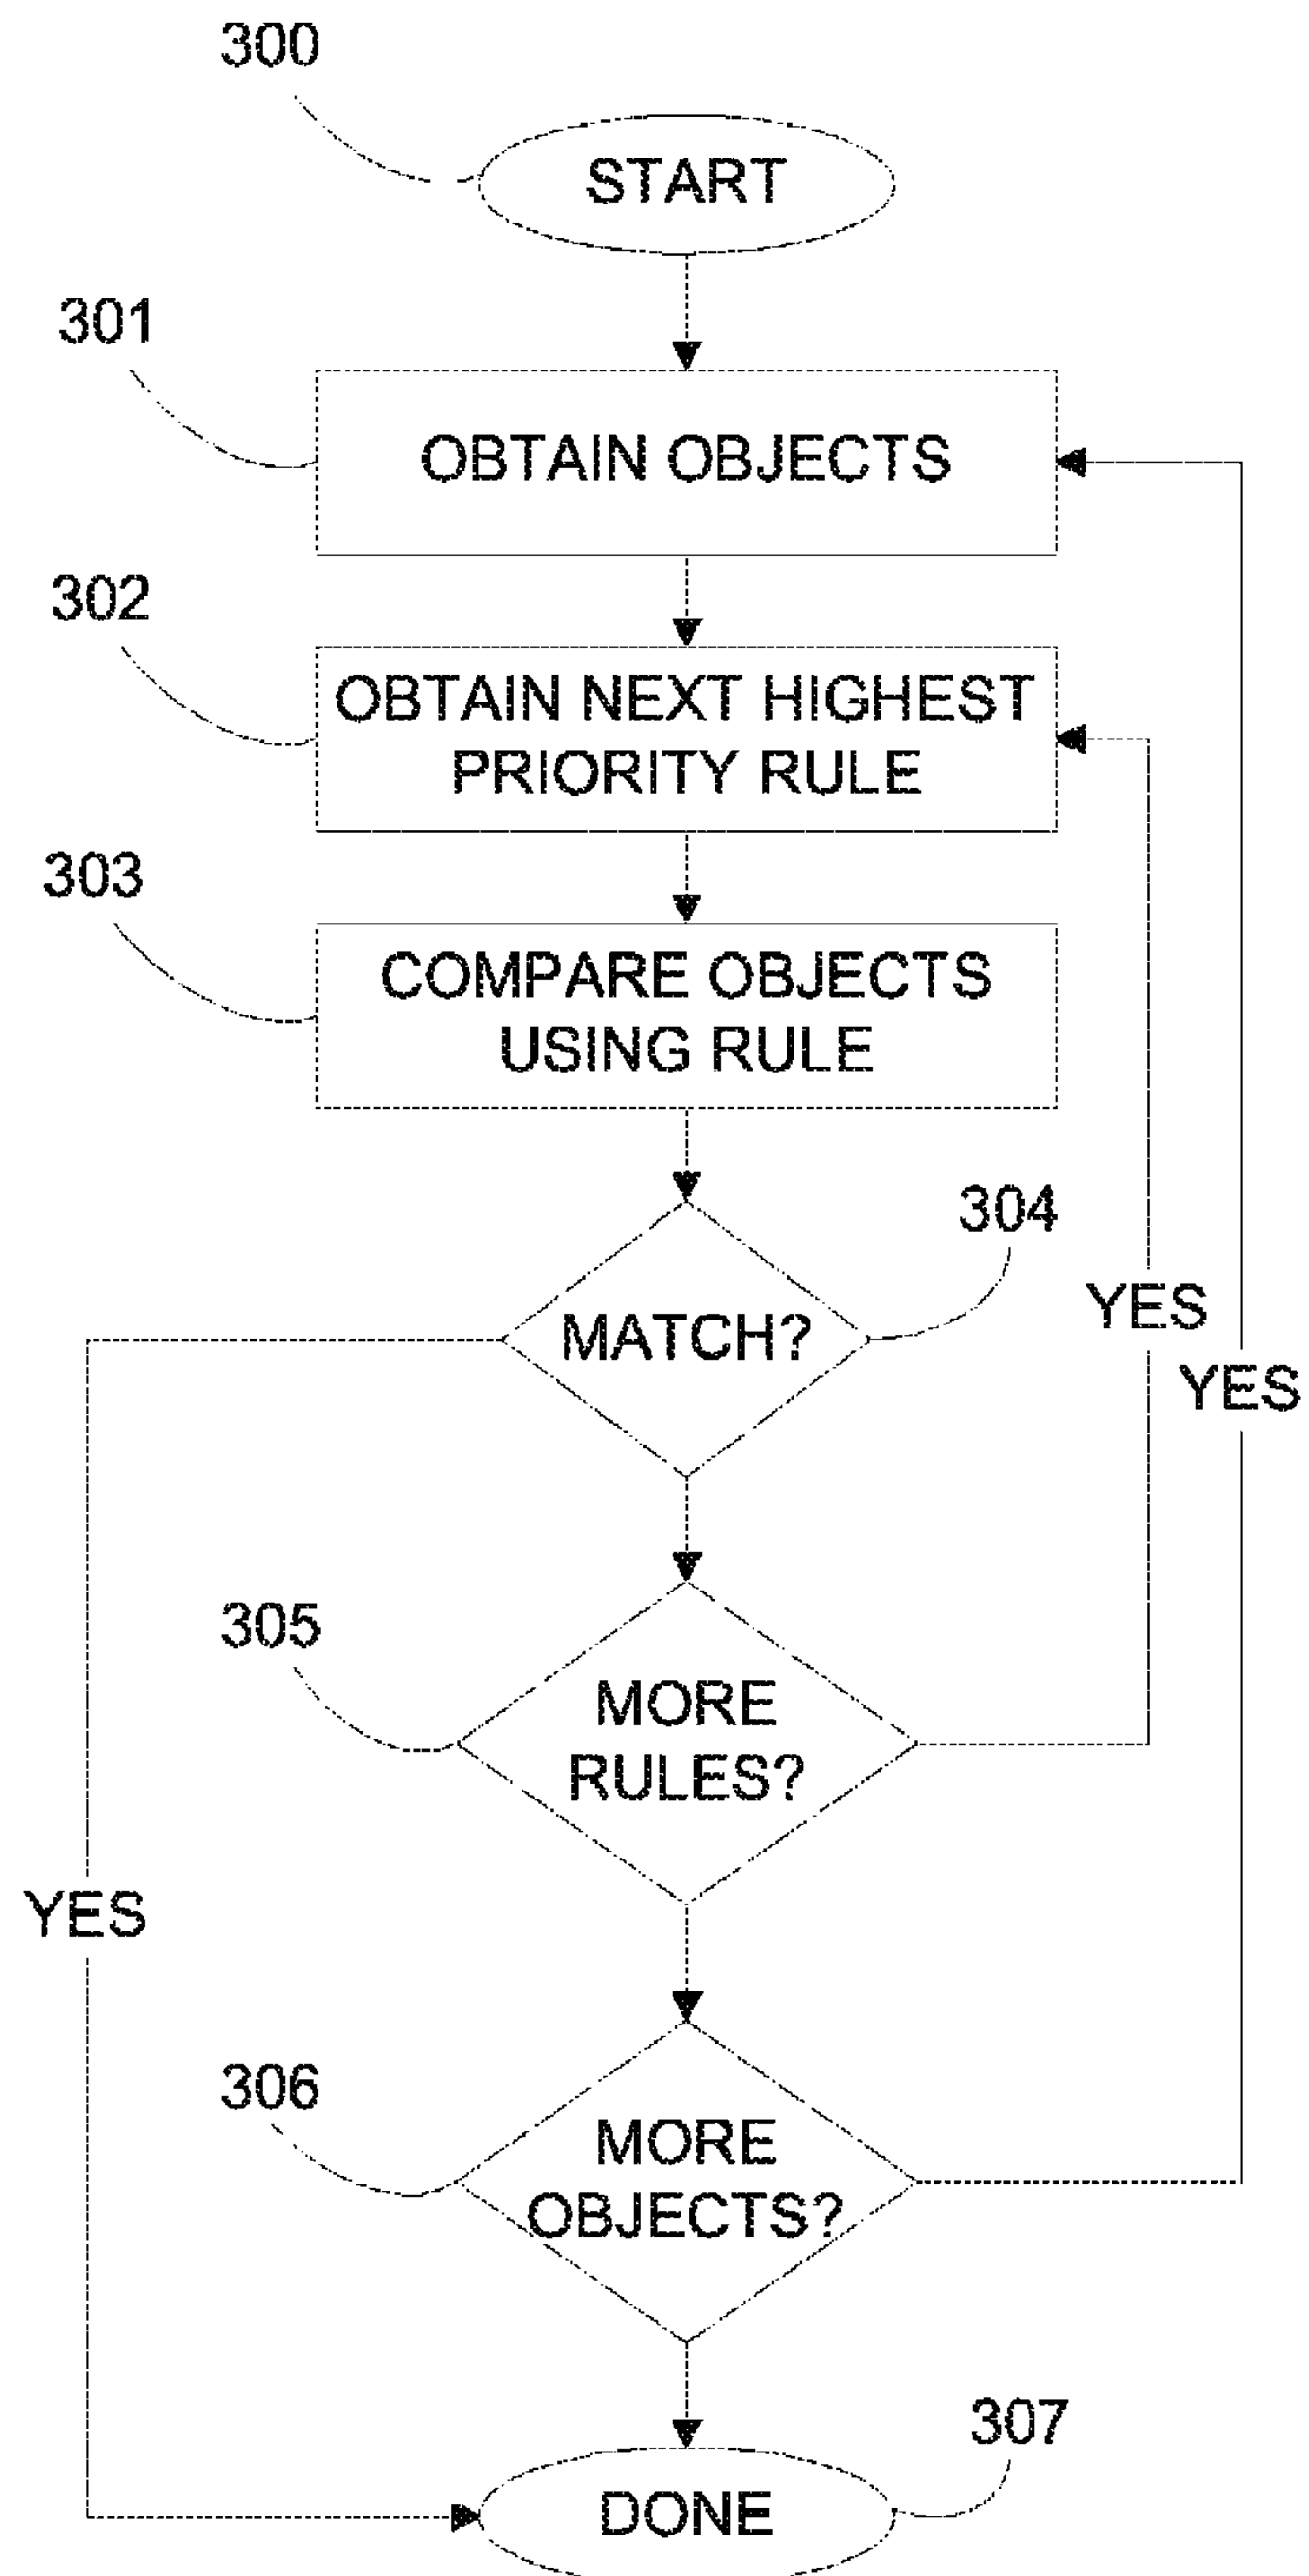 300
START
301
OBTAIN OBJECTS
302
OBTAIN NEXT HIGHEST
PRIORITY RULE
303
COMPARE OBJECTS
USING RULE
304
MATCH?
YES
YES
305
MORE
RULES?
YES
306
MORE
OBJECTS?
307
DONE